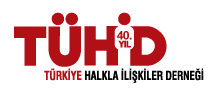 TÜHİD
40.
YIL
TÜRKİYE HALKLA İLİŞKİLER DERNEĞİ